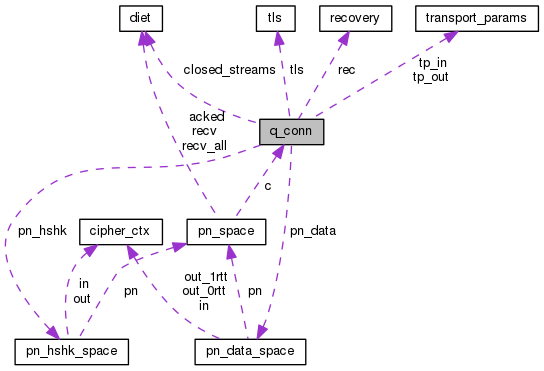 diet
tls
recovery
transport_params
closed_streams
tls
rec
tp_in
tp_out
acked
recv
recv_all
q_conn
c
pn_hshk
cipher_ctx
pn_space
pn_data
in
out
pn
out_1rtt
out_0rtt
in
pn
pn_hshk_space
pn_data_space